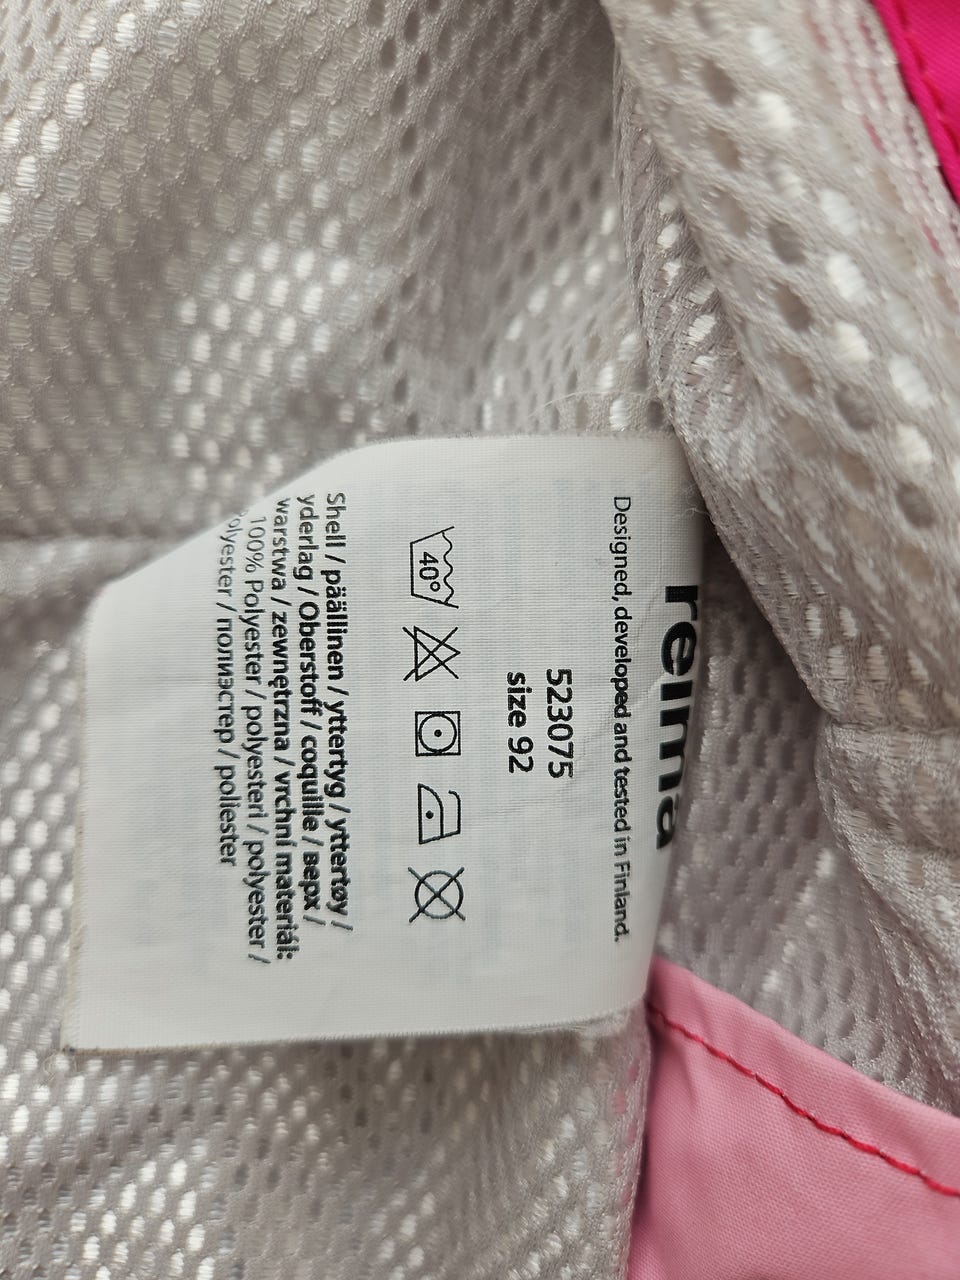 reima
Designed, developed and tested in Finland.
523075
size 92
40°
Shell / päällinen / yttertyg / yttertøy /
yderlag / Oberstoff / coquille / верх /
warstwa / zewnętrzna / vrchní materiál:
100% Polyester / polyesteri / polyester /
polyester / полиэстер / poliester